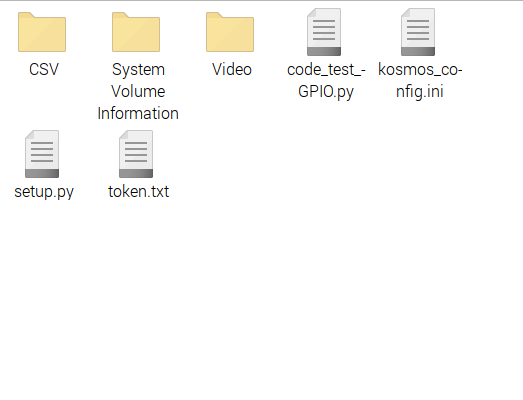 CSV
System
Volume
Information
Video
code_test_-
GPIO.py
kosmos_co-
nfig.ini
setup.py
token.txt